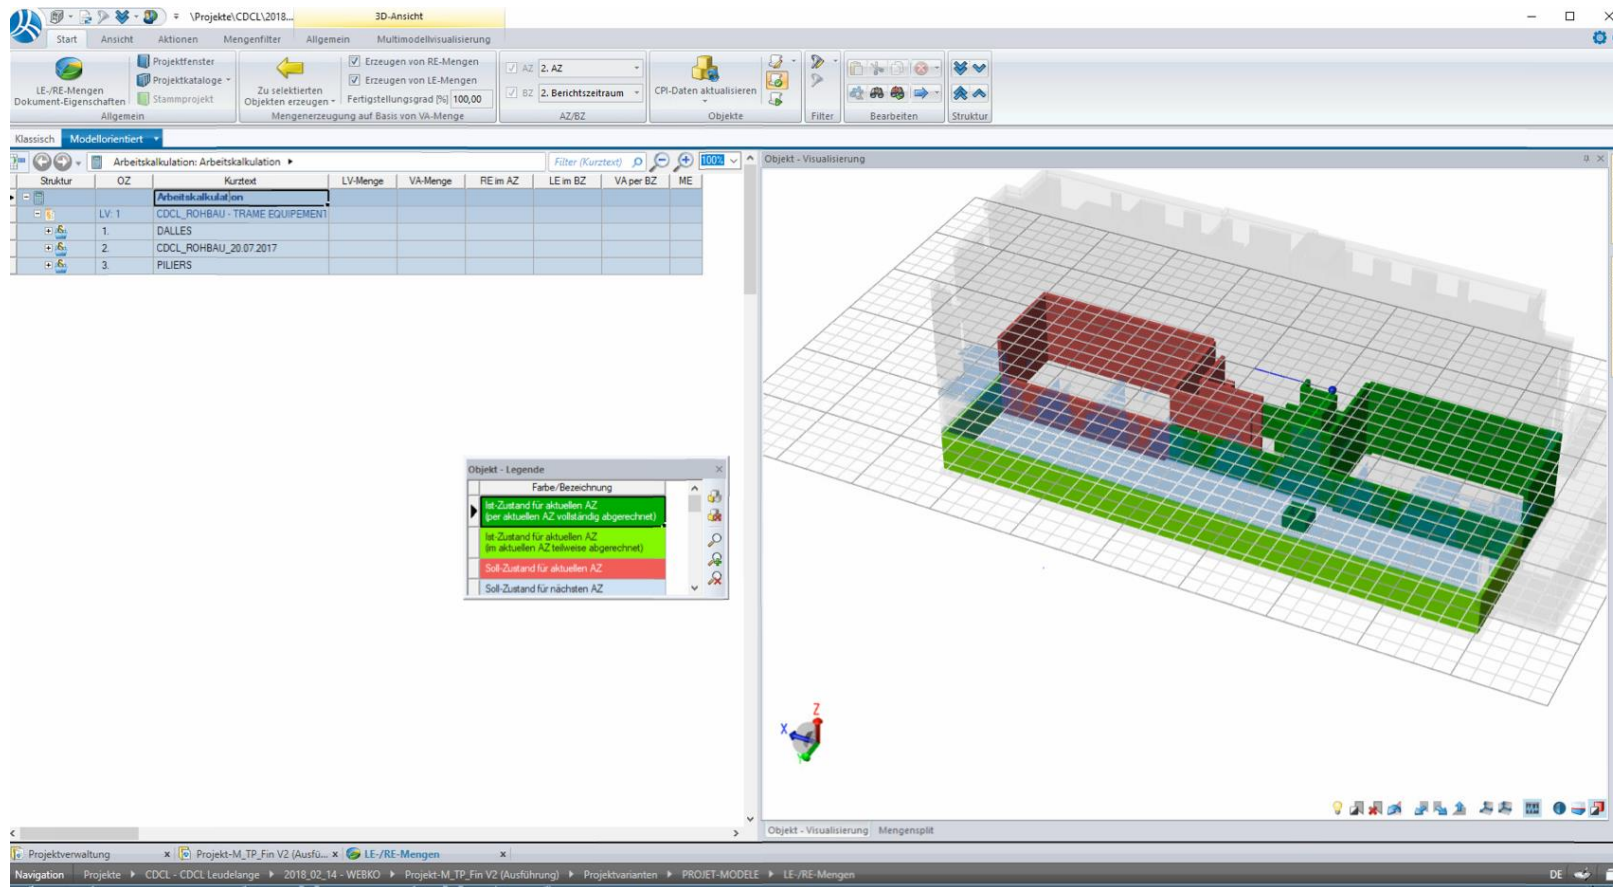 \Projekte\CDCL\2018...
3D-Ansicht
Start Ansicht Aktionen Mengenfilter Allgemein Multimodellvisualisierung
LE-/RE-Mengen
Dokument-Eigenschaften
Projektfenster
Projektkataloge
Stammprojekt
Allgemein
Zu selektierten
Objekten erzeugen
Erzeugen von RE-Mengen
Erzeugen von LE-Mengen
Fertigstellungsgrad [%] 100,00
Mengenerzeugung auf Basis von VA-Menge
AZ 2. AZ
BZ 2. Berichtszeitraum
AZ/BZ
CPI-Daten aktualisieren
Objekte
Filter
Bearbeiten
Struktur
Klassisch Modellorientiert
Arbeitskalkulation: Arbeitskalkulation
Filter (Kurztext)
100%
Objekt - Visualisierung
Struktur OZ Kurztext LV-Menge VA-Menge RE im AZ LE im BZ VA per BZ ME
Arbeitskalkulation
LV: 1 CDCL_ROHBAU - TRAME EQUIPEMENT
1. DALLES
2. CDCL_ROHBAU_20.07.2017
3. PILIERS
Objekt - Legende
Farbe/Bezeichnung
Ist-Zustand für aktuellen AZ
(per aktuellen AZ vollständig abgerechnet)
Ist-Zustand für aktuellen AZ
(im aktuellen AZ teilweise abgerechnet)
Soll-Zustand für aktuellen AZ
Soll-Zustand für nächsten AZ
Z
X
Objekt - Visualisierung Mengensplit
Projektverwaltung x Projekt-M_TP_Fin V2 (Ausfü... x LE-/RE-Mengen x
Navigation Projekte CDCL - CDCL Leudelange 2018_02_14 - WEBKO Projekt-M_TP_Fin V2 (Ausführung) Projektvarianten PROJET-MODELE LE-/RE-Mengen DE